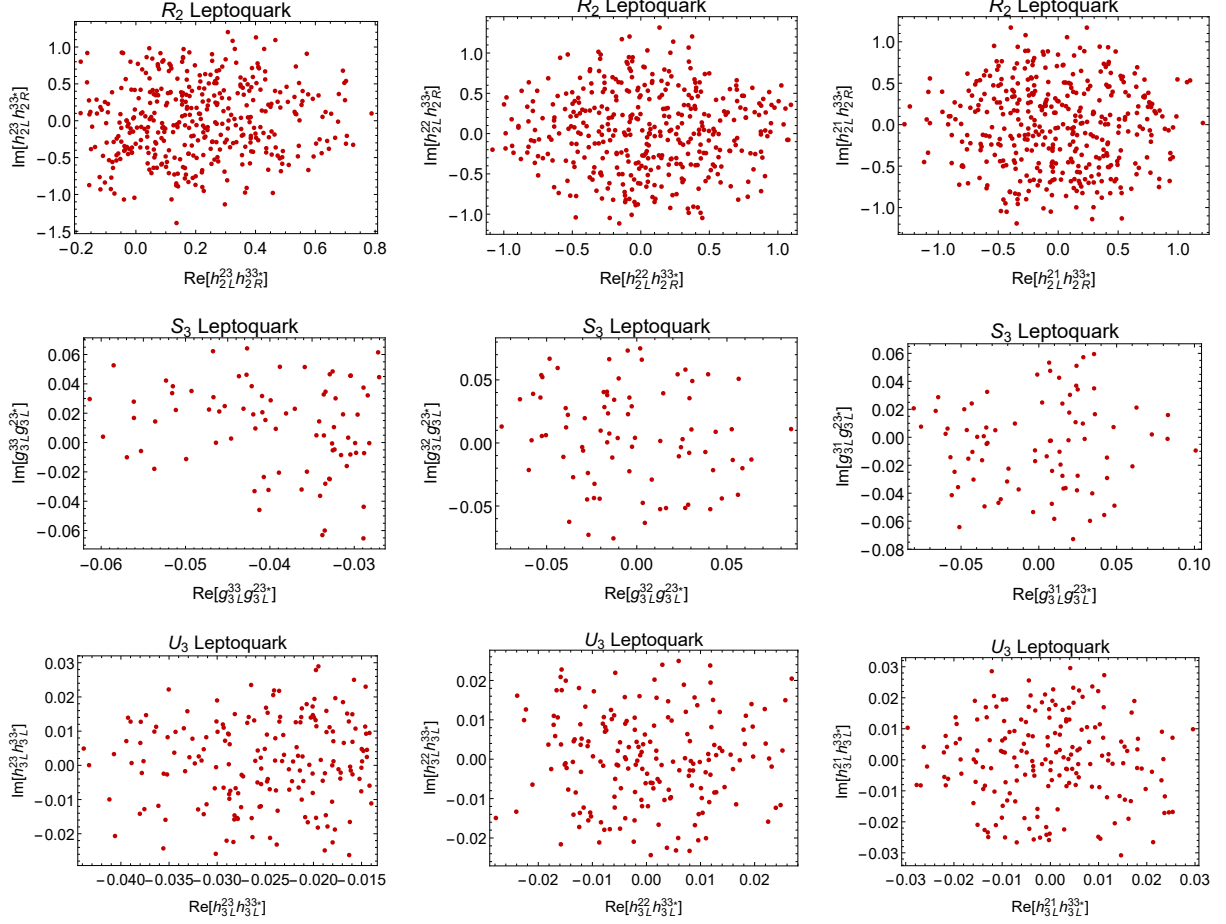 R₂ Leptoquark
Im[h₂L²³ h₂R³³*]
1.0
0.5
0.0
−0.5
−1.0
−1.5
−0.2 0.0 0.2 0.4 0.6 0.8
Re[h₂L²³ h₂R³³*]
R₂ Leptoquark
Im[h₂L²² h₂R³³*]
1.0
0.5
0.0
−0.5
−1.0
−1.0 −0.5 0.0 0.5 1.0
Re[h₂L²² h₂R³³*]
R₂ Leptoquark
Im[h₂L²¹ h₂R³³*]
1.0
0.5
0.0
−0.5
−1.0
−1.0 −0.5 0.0 0.5 1.0
Re[h₂L²¹ h₂R³³*]
S₃ Leptoquark
Im[g₃L³³ g₃L²³*]
0.06
0.04
0.02
0.00
−0.02
−0.04
−0.06
−0.06 −0.05 −0.04 −0.03
Re[g₃L³³ g₃L²³*]
S₃ Leptoquark
Im[g₃L³² g₃L²³*]
0.05
0.00
−0.05
−0.05 0.00 0.05
Re[g₃L³² g₃L²³*]
S₃ Leptoquark
Im[g₃L³¹ g₃L²³*]
0.06
0.04
0.02
0.00
−0.02
−0.04
−0.06
−0.08
−0.05 0.00 0.05 0.10
Re[g₃L³¹ g₃L²³*]
U₃ Leptoquark
Im[h₃L²³ h₃L³³*]
0.03
0.02
0.01
0.00
−0.01
−0.02
−0.040 −0.035 −0.030 −0.025 −0.020 −0.015
Re[h₃L²³ h₃L³³*]
U₃ Leptoquark
Im[h₃L²² h₃L³³*]
0.02
0.01
0.00
−0.01
−0.02
−0.02 −0.01 0.00 0.01 0.02
Re[h₃L²² h₃L³³*]
U₃ Leptoquark
Im[h₃L²¹ h₃L³³*]
0.03
0.02
0.01
0.00
−0.01
−0.02
−0.03
−0.03 −0.02 −0.01 0.00 0.01 0.02 0.03
Re[h₃L²¹ h₃L³³*]